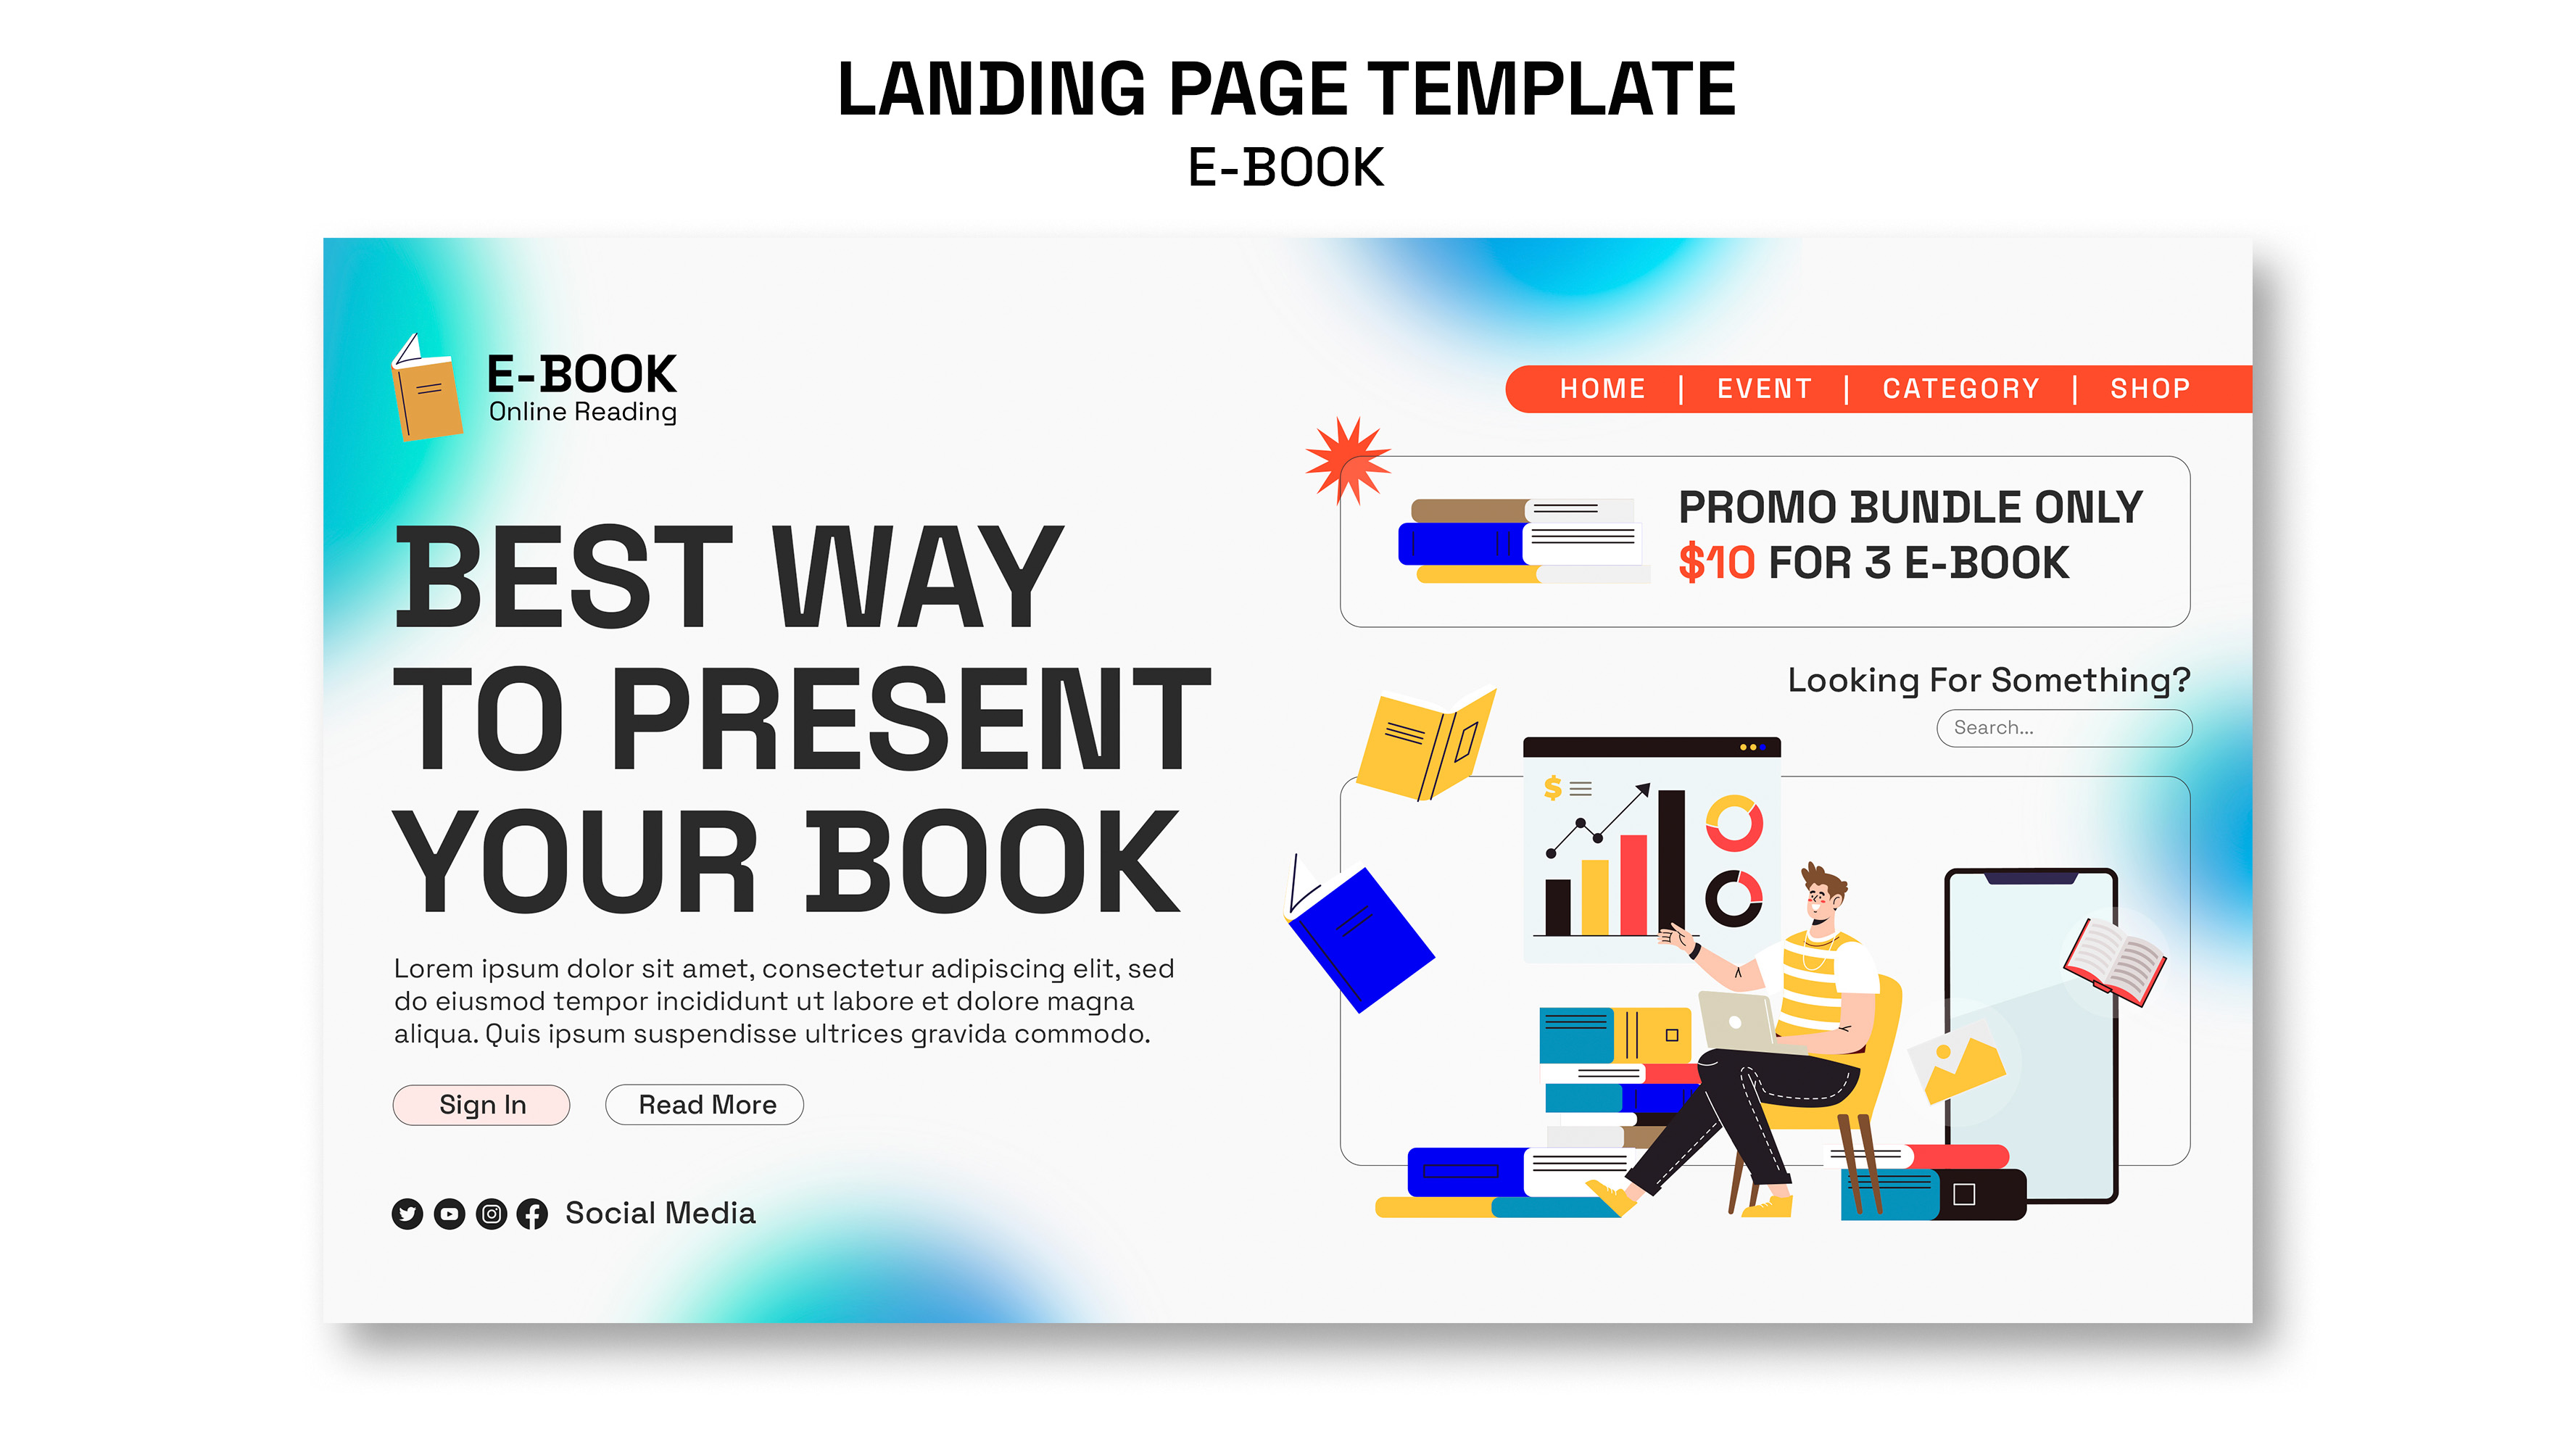 LANDING PAGE TEMPLATE
E-BOOK
E-BOOK
Online Reading
HOME | EVENT | CATEGORY | SHOP
PROMO BUNDLE ONLY
$10 FOR 3 E-BOOK
BEST WAY
TO PRESENT
YOUR BOOK
Looking For Something?
Search...
$
Lorem ipsum dolor sit amet, consectetur adipiscing elit, sed
do eiusmod tempor incididunt ut labore et dolore magna
aliqua. Quis ipsum suspendisse ultrices gravida commodo.
Sign In
Read More
Social Media